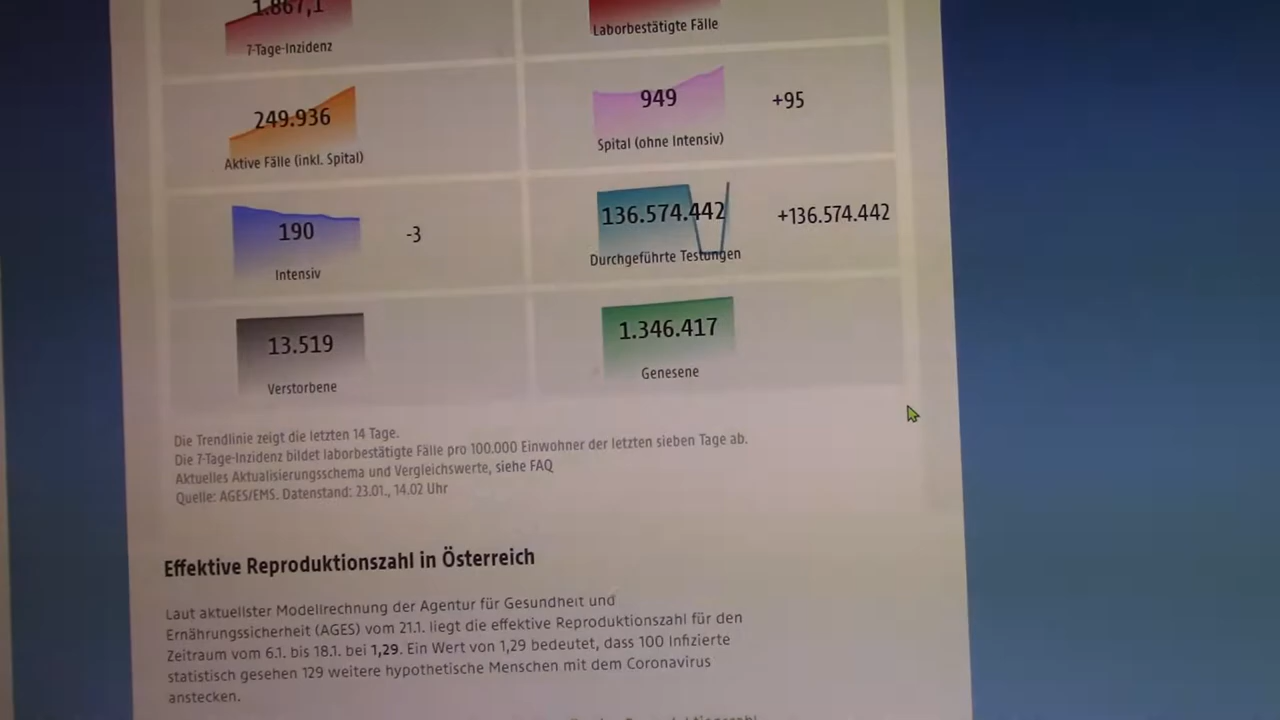 1.867,1
7-Tage-Inzidenz
Laborbestätigte Fälle
249.936
Aktive Fälle (inkl. Spital)
949 +95
Spital (ohne Intensiv)
190 -3
Intensiv
136.574.442 +136.574.442
Durchgeführte Testungen
13.519
Verstorbene
1.346.417
Genesene
Die Trendlinie zeigt die letzten 14 Tage.
Die 7-Tage-Inzidenz bildet laborbestätigte Fälle pro 100.000 Einwohner der letzten sieben Tage ab.
Aktuelles Aktualisierungsschema und Vergleichswerte, siehe FAQ
Quelle: AGES/EMS. Datenstand: 23.01., 14.02 Uhr
Effektive Reproduktionszahl in Österreich
Laut aktuellster Modellrechnung der Agentur für Gesundheit und
Ernährungssicherheit (AGES) vom 21.1. liegt die effektive Reproduktionszahl für den
Zeitraum vom 6.1. bis 18.1. bei 1,29. Ein Wert von 1,29 bedeutet, dass 100 Infizierte
statistisch gesehen 129 weitere hypothetische Menschen mit dem Coronavirus
anstecken.